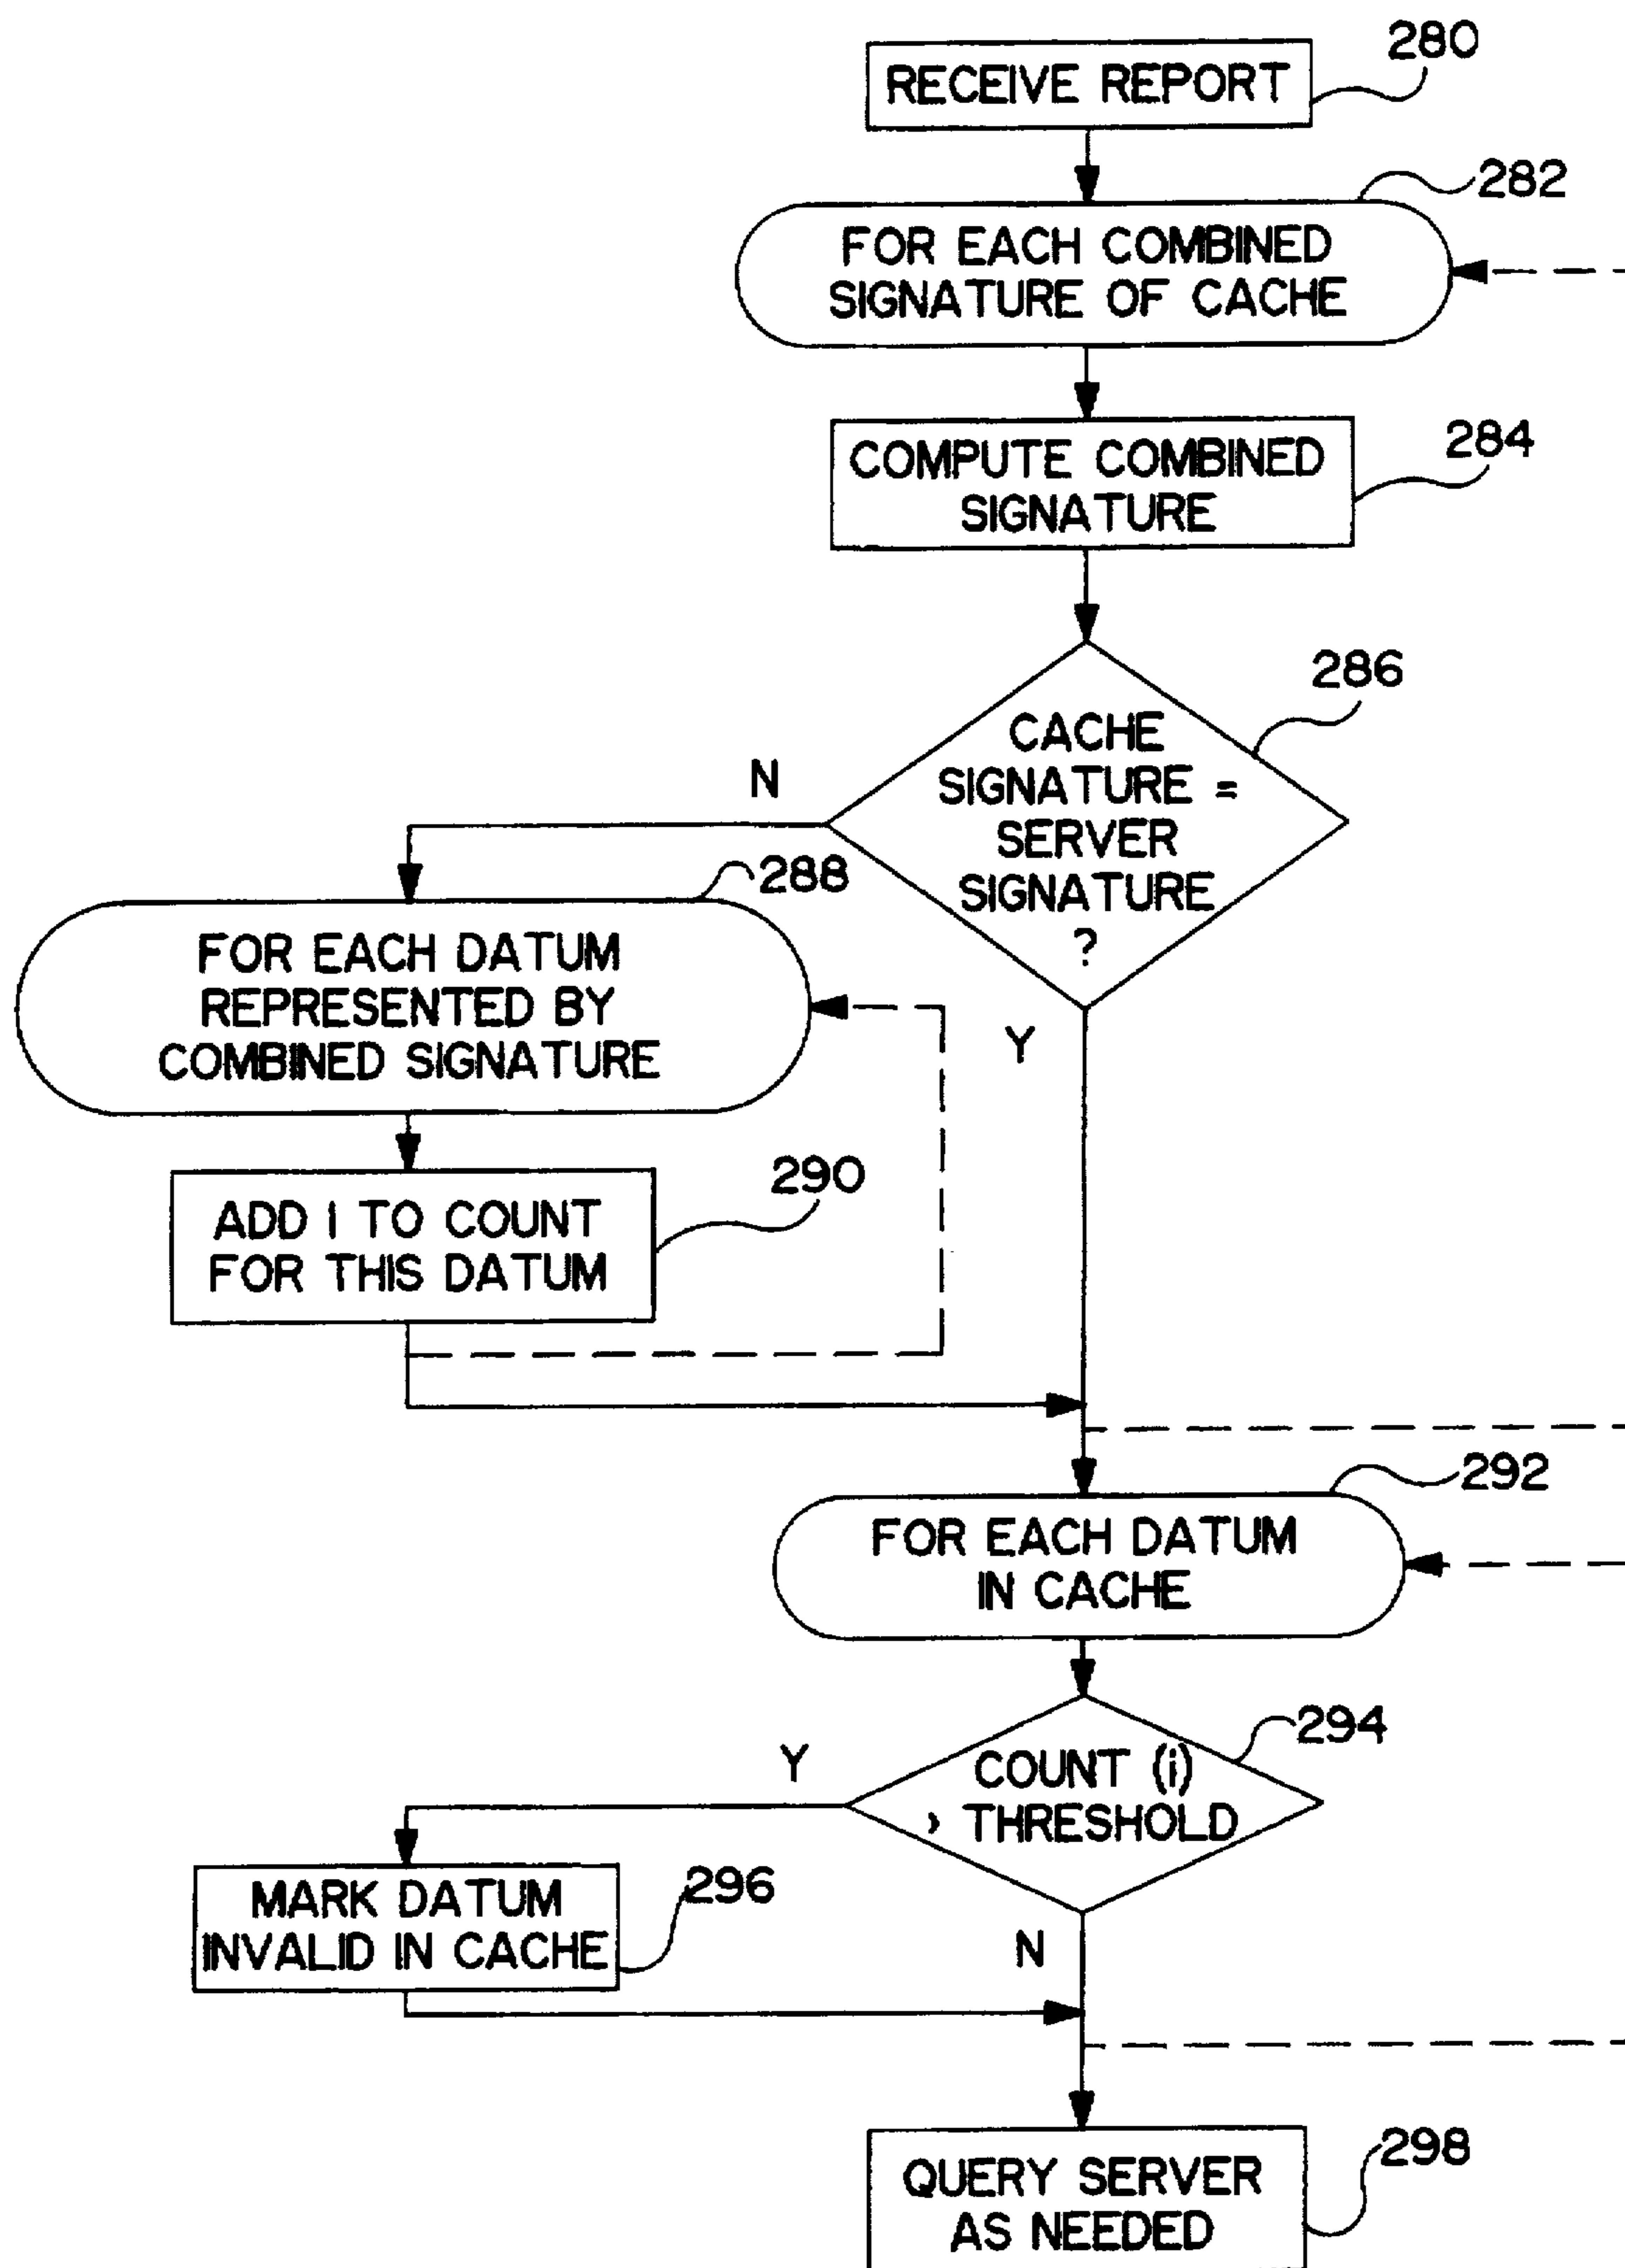 280
RECEIVE REPORT
282
FOR EACH COMBINED
SIGNATURE OF CACHE
284
COMPUTE COMBINED
SIGNATURE
286
CACHE
SIGNATURE =
SERVER
SIGNATURE
?
N
Y
288
FOR EACH DATUM
REPRESENTED BY
COMBINED SIGNATURE
290
ADD 1 TO COUNT
FOR THIS DATUM
292
FOR EACH DATUM
IN CACHE
294
COUNT (i)
> THRESHOLD
Y
N
296
MARK DATUM
INVALID IN CACHE
298
QUERY SERVER
AS NEEDED